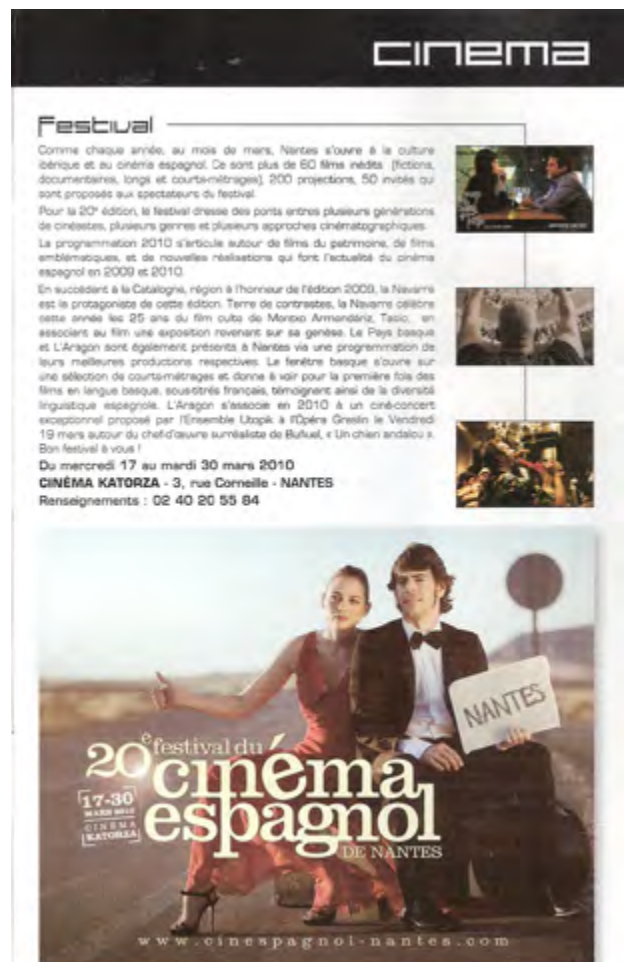 cinema
Festival
Comme chaque année, au mois de mars, Nantes s'ouvre à la culture
ibérique et au cinéma espagnol. Ce sont plus de 60 films inédits (fictions,
documentaires, longs et courts-métrages), 200 projections, 50 invités qui
sont proposés aux spectateurs du festival.
Pour la 20e édition, le festival dresse des ponts entres plusieurs générations
de cinéastes, plusieurs genres et plusieurs approches cinématographiques.
La programmation 2010 s'articule autour de films du patrimoine, de films
emblématiques, et de nouvelles réalisations qui font l'actualité du cinéma
espagnol en 2009 et 2010.
En succédant à la Catalogne, région à l'honneur de l'édition 2009, la Navarre
est la protagoniste de cette édition. Terre de contrastes, la Navarre célèbre
cette année les 25 ans du film culte de Montxo Armendáriz, Tasio, en
associant au film une exposition revenant sur sa genèse. Le Pays basque
et L'Aragon sont également présents à Nantes via une programmation de
leurs meilleures productions respectives. La fenêtre basque s'ouvre sur
une sélection de courts-métrages et donne à voir pour la première fois des
films en langue basque, sous-titrés français, témoignant ainsi de la diversité
linguistique espagnole. L'Aragon s'associe en 2010 à un ciné-concert
exceptionnel proposé par l'Ensemble Utopik à l'Opéra Graslin le Vendredi
19 mars autour du chef-d'œuvre surréaliste de Buñuel, « Un chien andalou ».
Bon festival à vous !
Du mercredi 17 au mardi 30 mars 2010
CINÉMA KATORZA - 3, rue Corneille - NANTES
Renseignements : 02 40 20 55 84
NANTES
20e festival du
cinéma
espagnol
DE NANTES
17-30
MARS 2010
CINEMA
KATORZA
www.cinespagnol-nantes.com